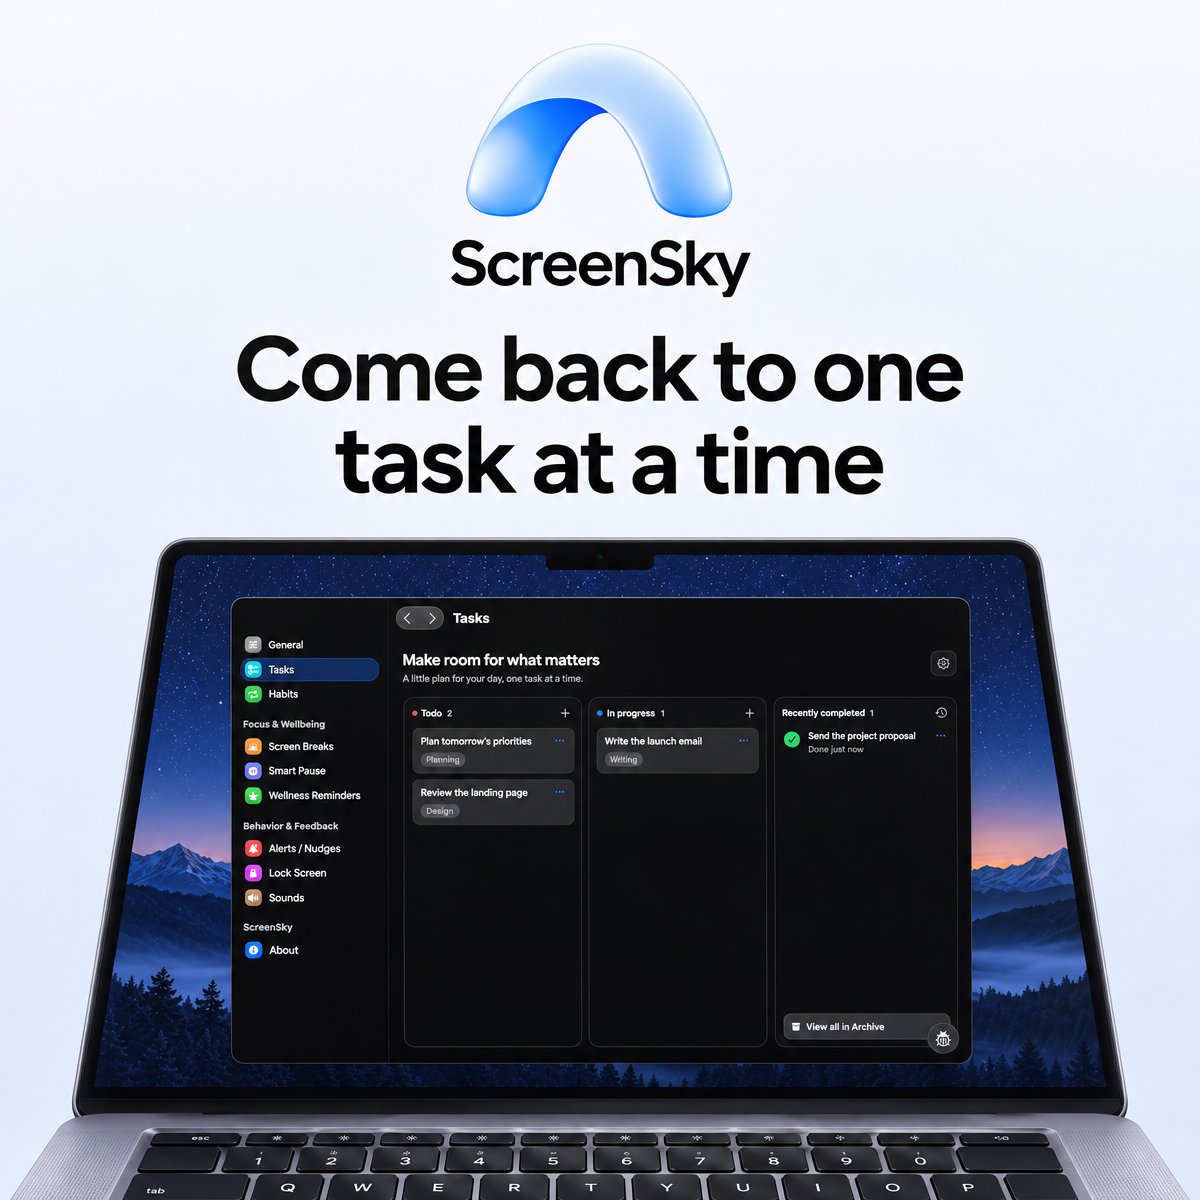 ScreenSky
Come back to one
task at a time
Tasks
General
Tasks
Habits
Focus & Wellbeing
Screen Breaks
Smart Pause
Wellness Reminders
Behavior & Feedback
Alerts / Nudges
Lock Screen
Sounds
ScreenSky
About
Make room for what matters
A little plan for your day, one task at a time.
Todo 2
Plan tomorrow's priorities
Planning
Review the landing page
Design
In progress 1
Write the launch email
Writing
Recently completed 1
Send the project proposal
Done just now
View all in Archive
esc
1 2 3 4 5 6 7 8 9 0
tab Q W E R T Y U I O P